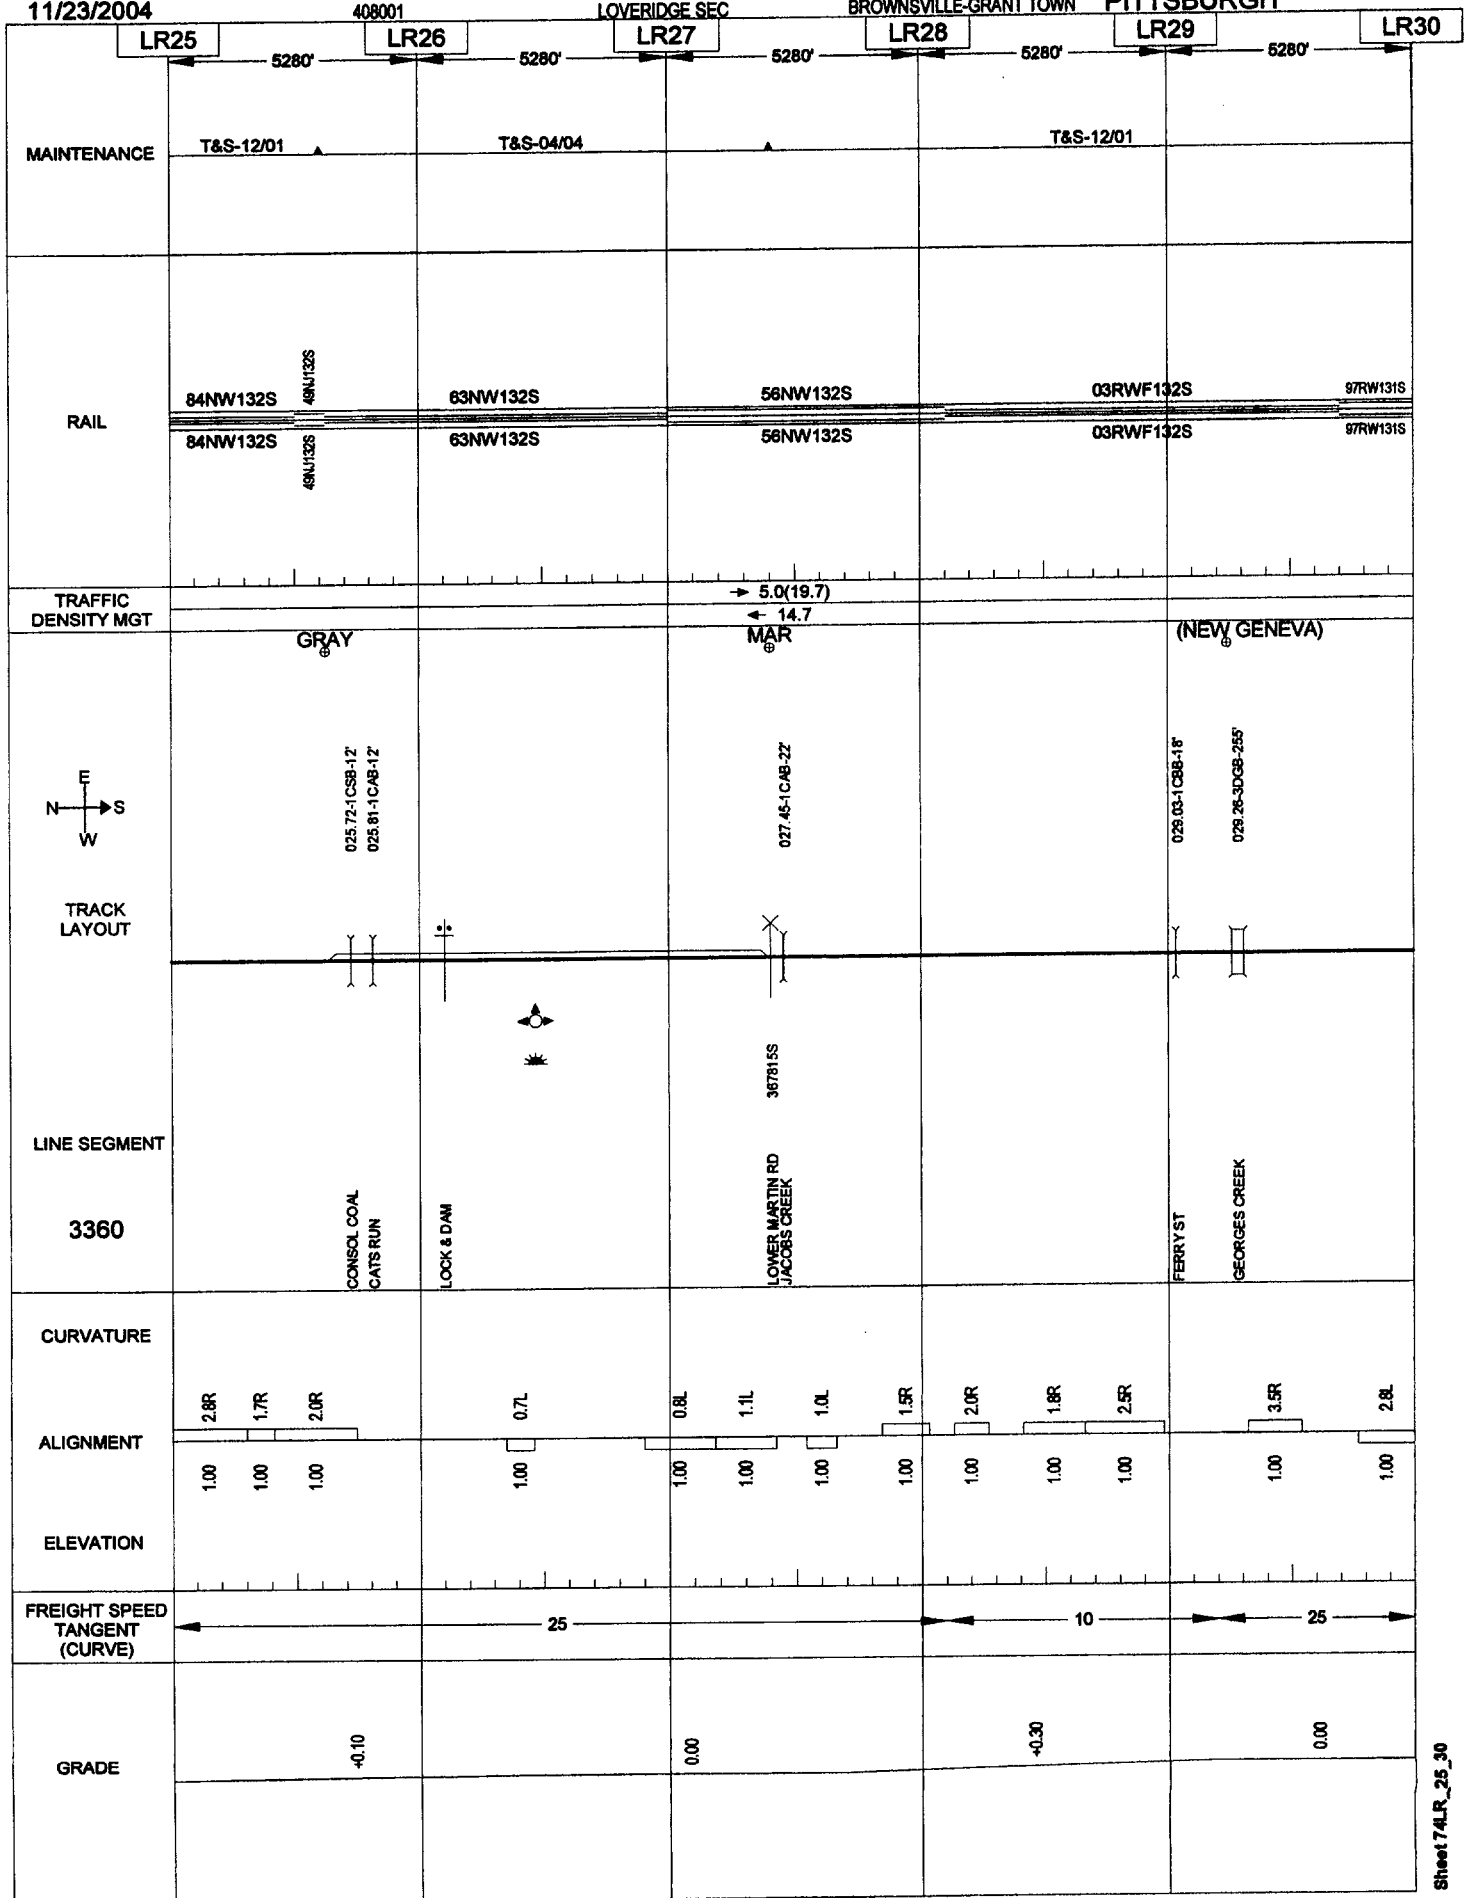 11/23/2004 408001 LOVERIDGE SEC BROWNSVILLE-GRANT TOWN PITTSBURGH
LR25 LR26 LR27 LR28 LR29 LR30
5280' 5280' 5280' 5280' 5280'
MAINTENANCE
T&S-12/01 T&S-04/04 T&S-12/01
RAIL
84NW132S 49NJ132S 63NW132S 56NW132S 03RWF132S 97RW131S
84NW132S 49NJ132S 63NW132S 56NW132S 03RWF132S 97RW131S
TRAFFIC
DENSITY MGT
5.0(19.7)
14.7
GRAY MAR (NEW GENEVA)
E
N S
W
025.72-1CSB-12'
025.81-1CAB-12'
027.45-1CAB-22'
029.03-1CBB-18'
029.26-3DGB-255'
TRACK
LAYOUT
367815S
LINE SEGMENT
3360
CONSOL COAL
CATS RUN
LOCK & DAM
LOWER MARTIN RD
JACOBS CREEK
FERRY ST
GEORGES CREEK
CURVATURE
2.8R 1.7R 2.0R 0.7L 0.8L 1.1L 1.0L 1.5R 2.0R 1.8R 2.5R 3.5R 2.8L
ALIGNMENT
1.00 1.00 1.00 1.00 1.00 1.00 1.00 1.00 1.00 1.00 1.00 1.00 1.00
ELEVATION
FREIGHT SPEED
TANGENT
(CURVE)
25 10 25
GRADE
+0.10 0.00 +0.30 0.00
Sheet 74LR_25_30